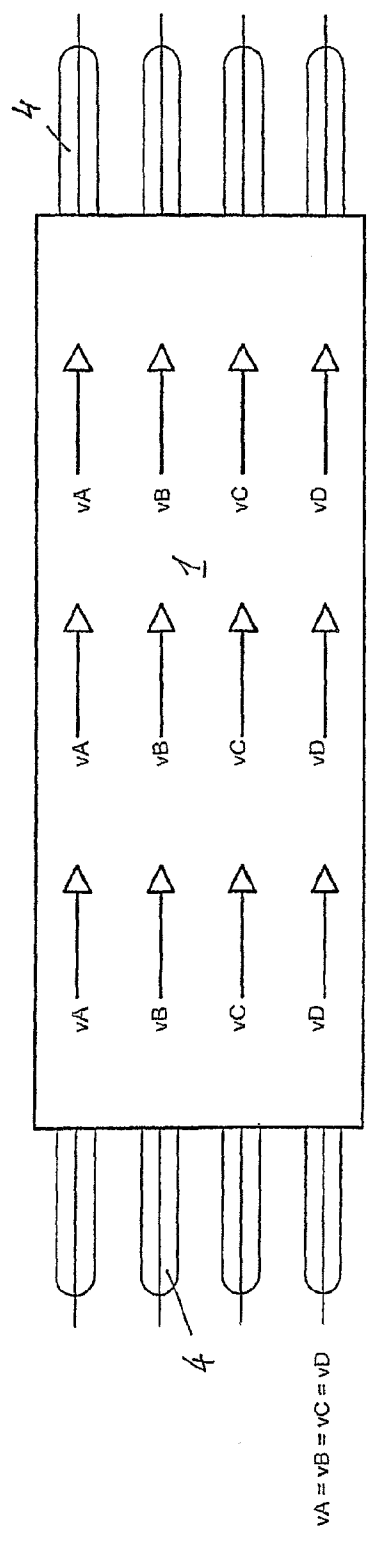 4
vA vA vA
vB vB vB
4 1
vC vC vC
vD vD vD
vA = vB = vC = vD